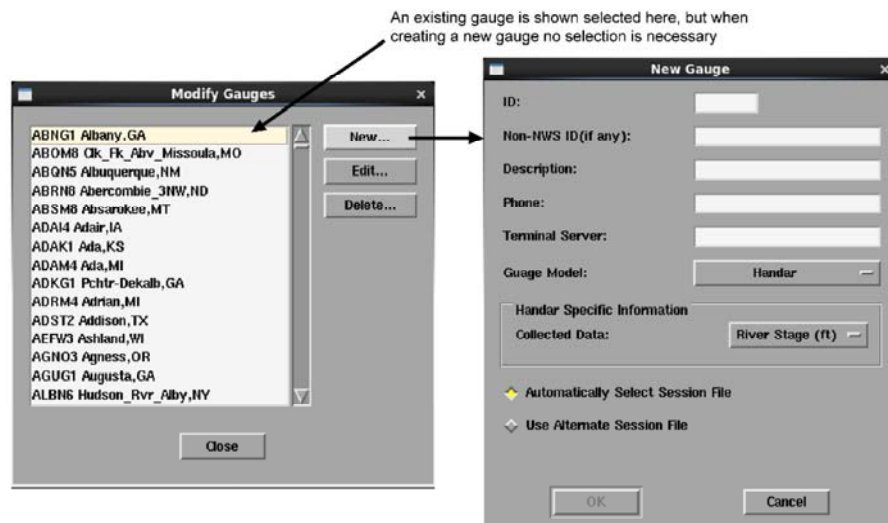 An existing gauge is shown selected here, but when
creating a new gauge no selection is necessary
Modify Gauges x
ABNG1 Albany,GA
ABOM8 Clk_Fk_Abv_Missoula,MO
ABQN5 Albuquerque,NM
ABRN8 Abercombie_3NW,ND
ABSM8 Absarokee,MT
ADAI4 Adair,IA
ADAK1 Ada,KS
ADAM4 Ada,MI
ADKG1 Pchtr-Dekalb,GA
ADRM4 Adrian,MI
ADST2 Addison,TX
AEFW3 Ashland,WI
AGNO3 Agness,OR
AGUG1 Augusta,GA
ALBN6 Hudson_Rvr_Alby,NY
New...
Edit...
Delete...
Close
New Gauge x
ID:
Non-NWS ID(if any):
Description:
Phone:
Terminal Server:
Guage Model: Handar
Handar Specific Information
Collected Data: River Stage (ft)
Automatically Select Session File
Use Alternate Session File
OK Cancel